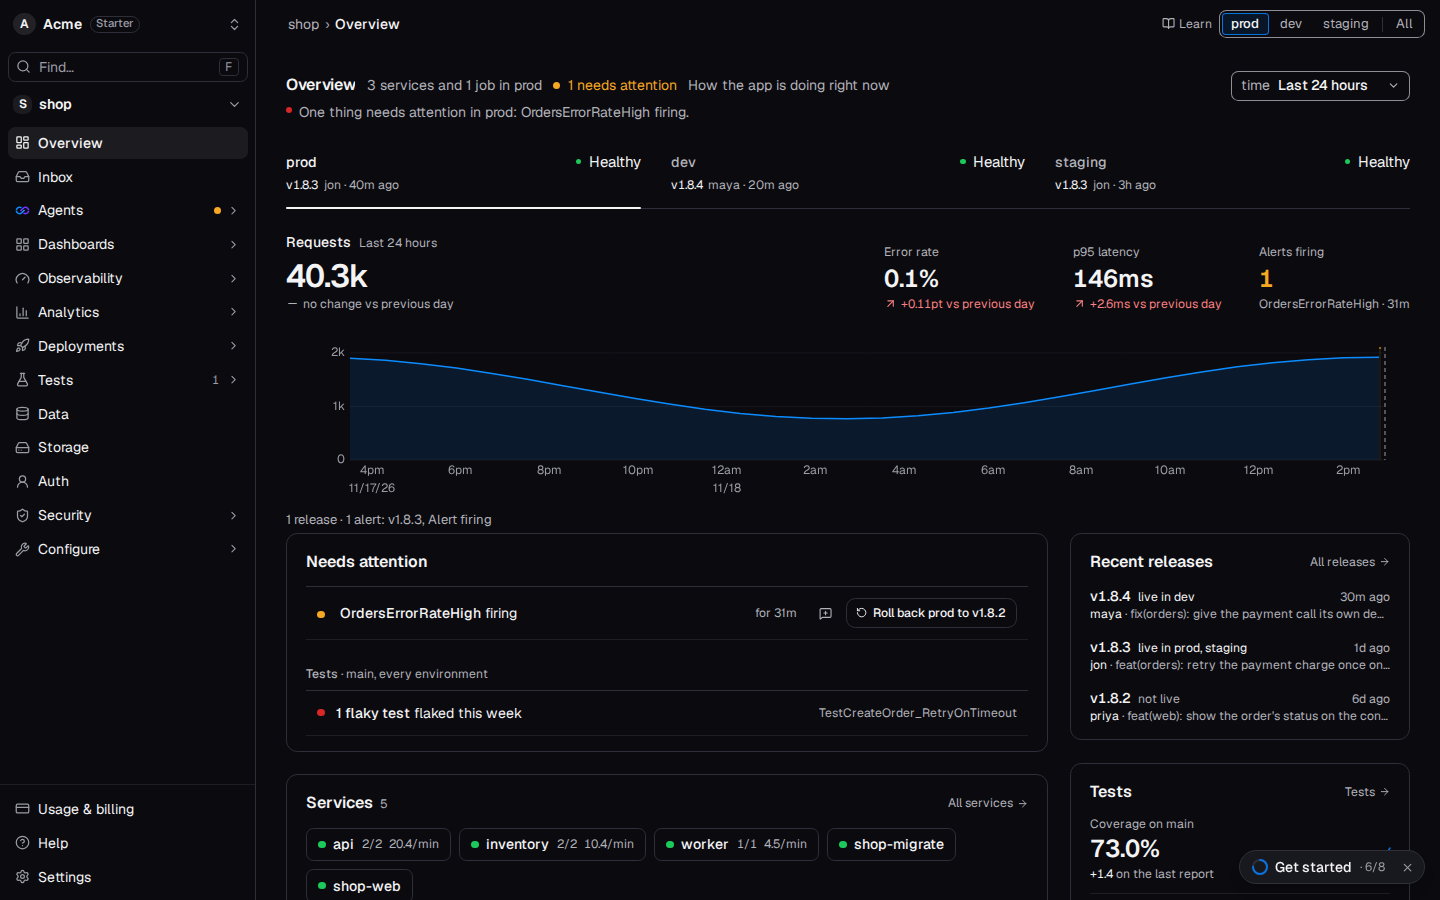 A Acme Starter
Find... F
S shop
Overview
Inbox
Agents
Dashboards
Observability
Analytics
Deployments
Tests 1
Data
Storage
Auth
Security
Configure
Usage & billing
Help
Settings
shop › Overview
Learn prod dev staging All
Overview 3 services and 1 job in prod 1 needs attention How the app is doing right now
time Last 24 hours
One thing needs attention in prod: OrdersErrorRateHigh firing.
prod Healthy
v1.8.3 jon · 40m ago
dev Healthy
v1.8.4 maya · 20m ago
staging Healthy
v1.8.3 jon · 3h ago
Requests Last 24 hours
40.3k
— no change vs previous day
Error rate
0.1%
+0.11pt vs previous day
p95 latency
146ms
+2.6ms vs previous day
Alerts firing
1
OrdersErrorRateHigh · 31m
2k
1k
0
4pm 6pm 8pm 10pm 12am 2am 4am 6am 8am 10am 12pm 2pm
11/17/26 11/18
1 release · 1 alert: v1.8.3, Alert firing
Needs attention
OrdersErrorRateHigh firing for 31m Roll back prod to v1.8.2
Tests · main, every environment
1 flaky test flaked this week TestCreateOrder_RetryOnTimeout
Services 5 All services →
api 2/2 20.4/min inventory 2/2 10.4/min worker 1/1 4.5/min shop-migrate
shop-web
Recent releases All releases →
v1.8.4 live in dev 30m ago
maya · fix(orders): give the payment call its own de...
v1.8.3 live in prod, staging 1d ago
jon · feat(orders): retry the payment charge once on...
v1.8.2 not live 6d ago
priya · feat(web): show the order's status on the con...
Tests Tests →
Coverage on main
73.0%
+1.4 on the last report
Get started · 6/8